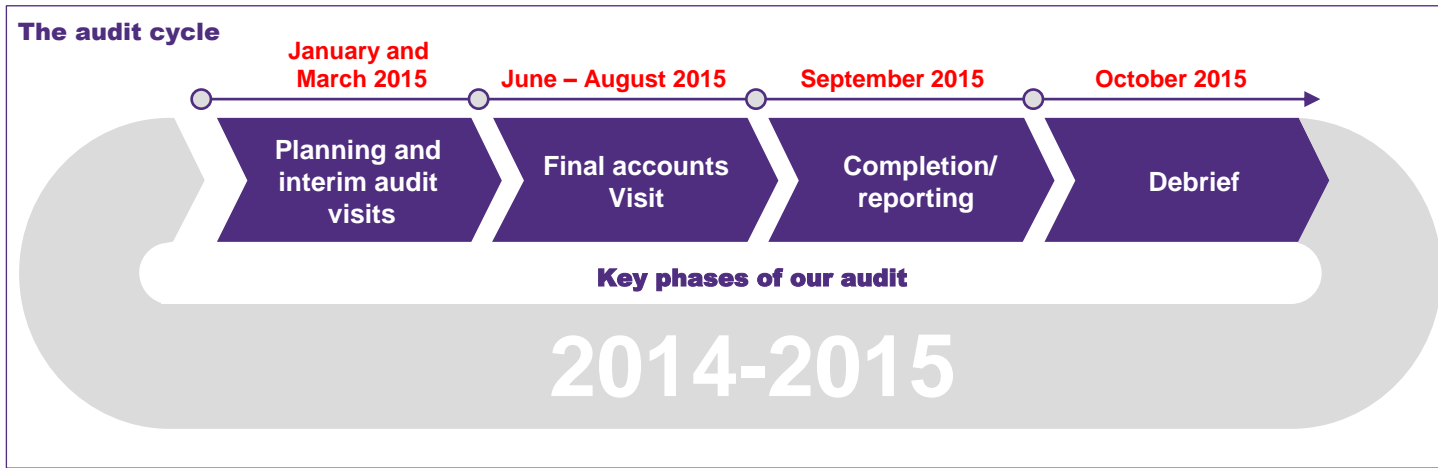 The audit cycle
January and
March 2015
June – August 2015
September 2015
October 2015
Planning and
interim audit
visits
Final accounts
Visit
Completion/
reporting
Debrief
Key phases of our audit
2014-2015